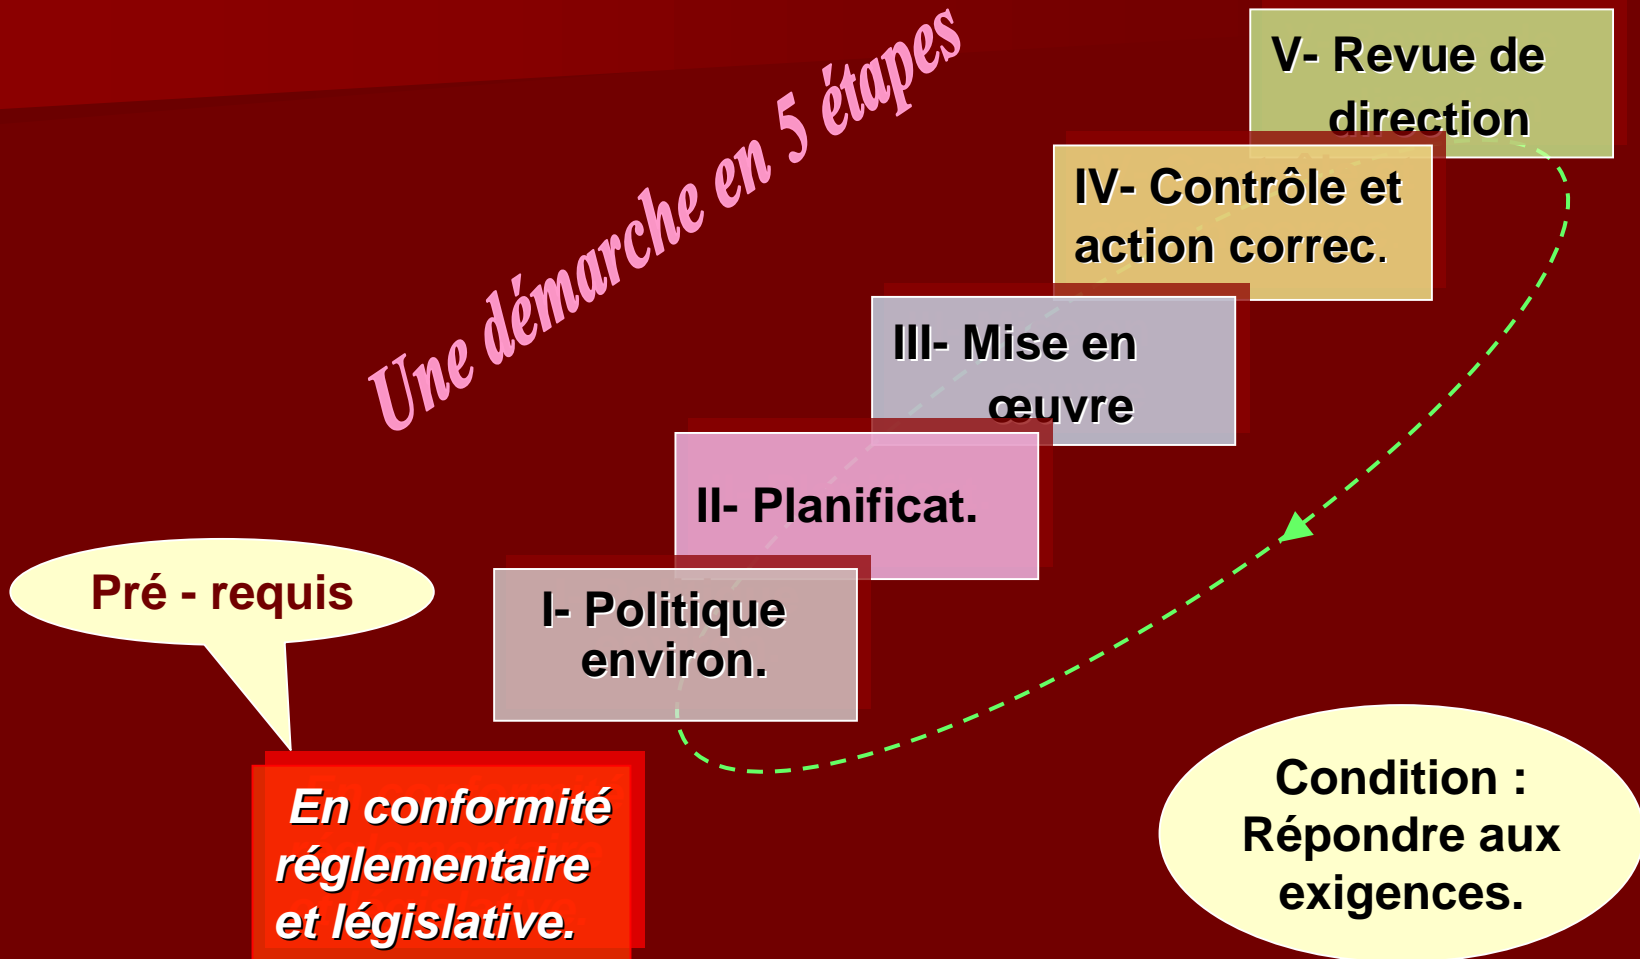 Une démarche en 5 étapes
V- Revue de
direction
IV- Contrôle et
action correc.
III- Mise en
œuvre
II- Planificat.
I- Politique
environ.
Pré - requis
En conformité
réglementaire
et législative.
Condition :
Répondre aux
exigences.